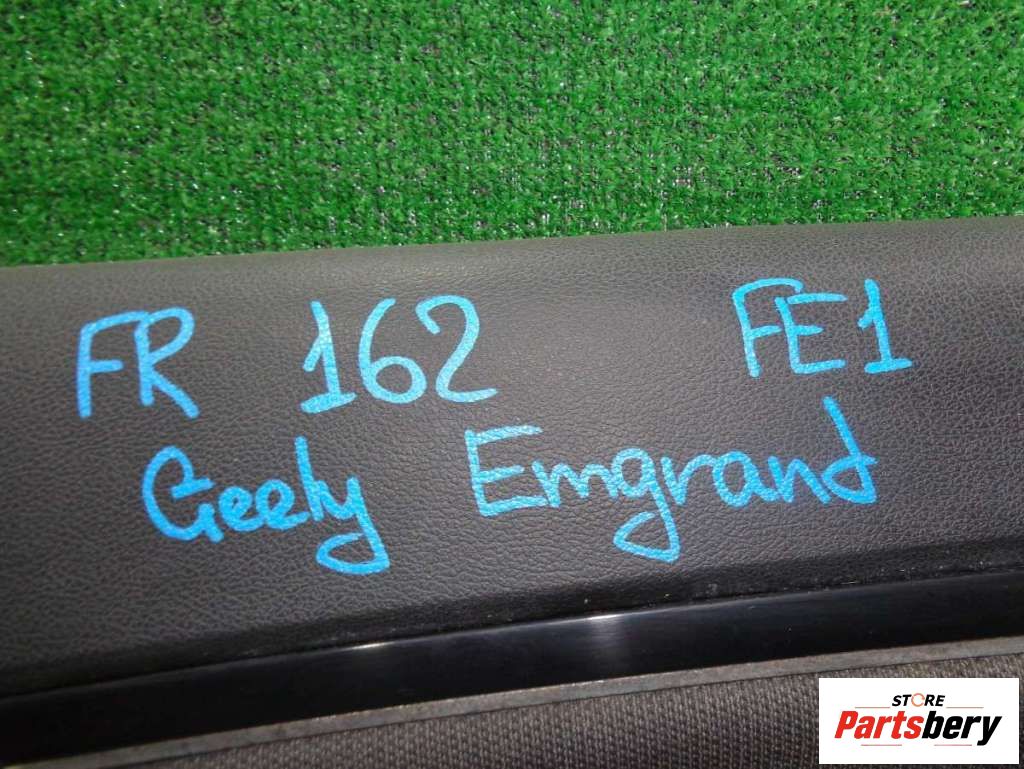 FR 162 FE1
Geely Emgrand
STORE
Partsbery